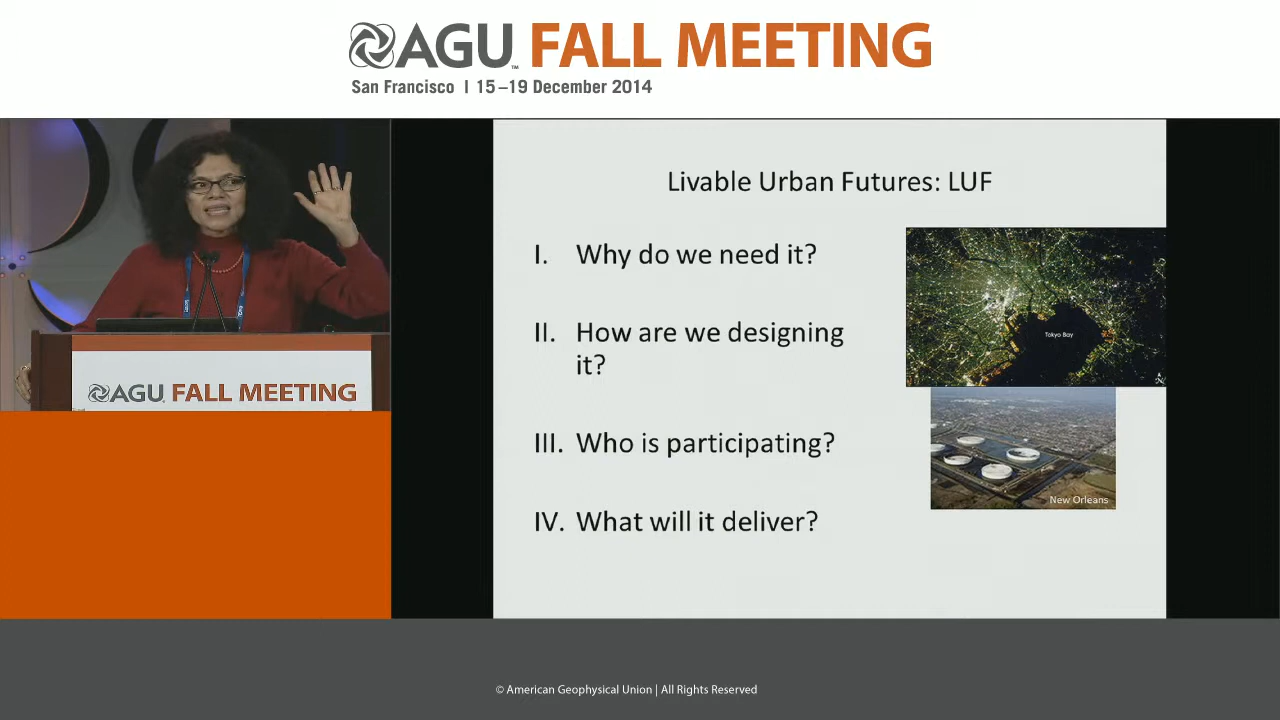 AGU™ FALL MEETING
San Francisco | 15–19 December 2014
Livable Urban Futures: LUF
I. Why do we need it?
II. How are we designing
it?
III. Who is participating?
IV. What will it deliver?
Tokyo Bay
New Orleans
AGU FALL MEETING
© American Geophysical Union | All Rights Reserved